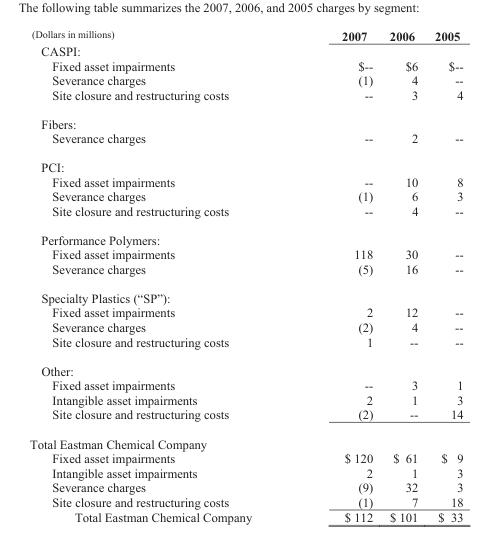 The following table summarizes the 2007, 2006, and 2005 charges by segment:
(Dollars in millions) 2007 2006 2005
CASPI:
Fixed asset impairments $-- $6 $--
Severance charges (1) 4 --
Site closure and restructuring costs -- 3 4
Fibers:
Severance charges -- 2 --
PCI:
Fixed asset impairments -- 10 8
Severance charges (1) 6 3
Site closure and restructuring costs -- 4 --
Performance Polymers:
Fixed asset impairments 118 30 --
Severance charges (5) 16 --
Specialty Plastics (“SP”):
Fixed asset impairments 2 12 --
Severance charges (2) 4 --
Site closure and restructuring costs 1 -- --
Other:
Fixed asset impairments -- 3 1
Intangible asset impairments 2 1 3
Site closure and restructuring costs (2) -- 14
Total Eastman Chemical Company
Fixed asset impairments $ 120 $ 61 $ 9
Intangible asset impairments 2 1 3
Severance charges (9) 32 3
Site closure and restructuring costs (1) 7 18
Total Eastman Chemical Company $ 112 $ 101 $ 33